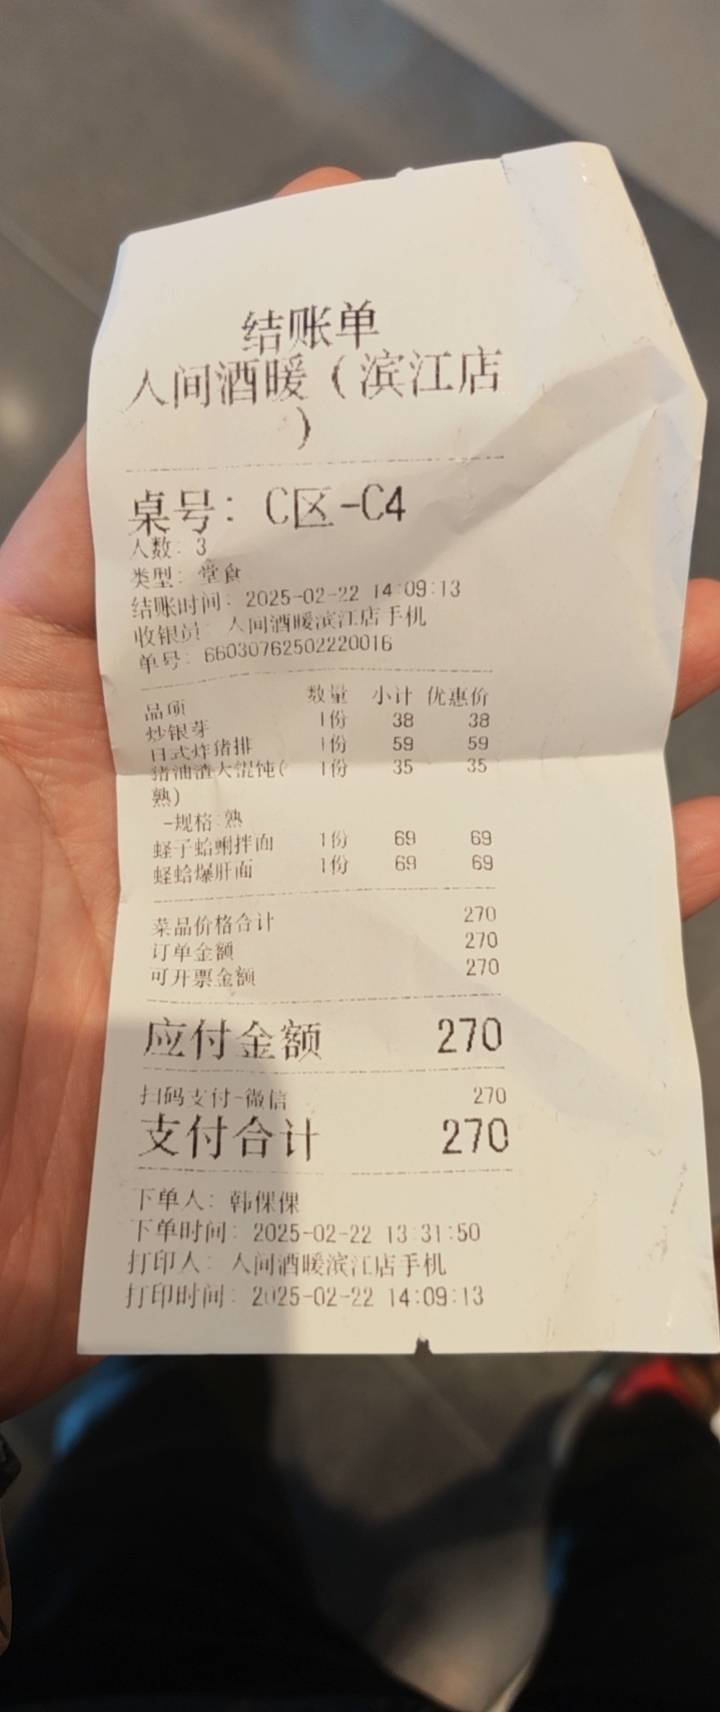 结账单
人间酒暖（滨江店
）
桌号：C区-C4
人数：3
类型：堂食
结账时间：2025-02-22 14:09:13
收银员：人间酒暖滨江店手机
单号：66030762502220016
品项 数量 小计 优惠价
炒银芽 1份 38 38
日式炸猪排 1份 59 59
猪油渣大馄饨( 1份 35 35
熟)
-规格:熟
蛏子蛤蜊拌面 1份 69 69
蛏蛤爆肝面 1份 69 69
菜品价格合计 270
订单金额 270
可开票金额 270
应付金额 270
扫码支付-微信 270
支付合计 270
下单人：韩倮倮
下单时间：2025-02-22 13:31:50
打印人：人间酒暖滨江店手机
打印时间：2025-02-22 14:09:13